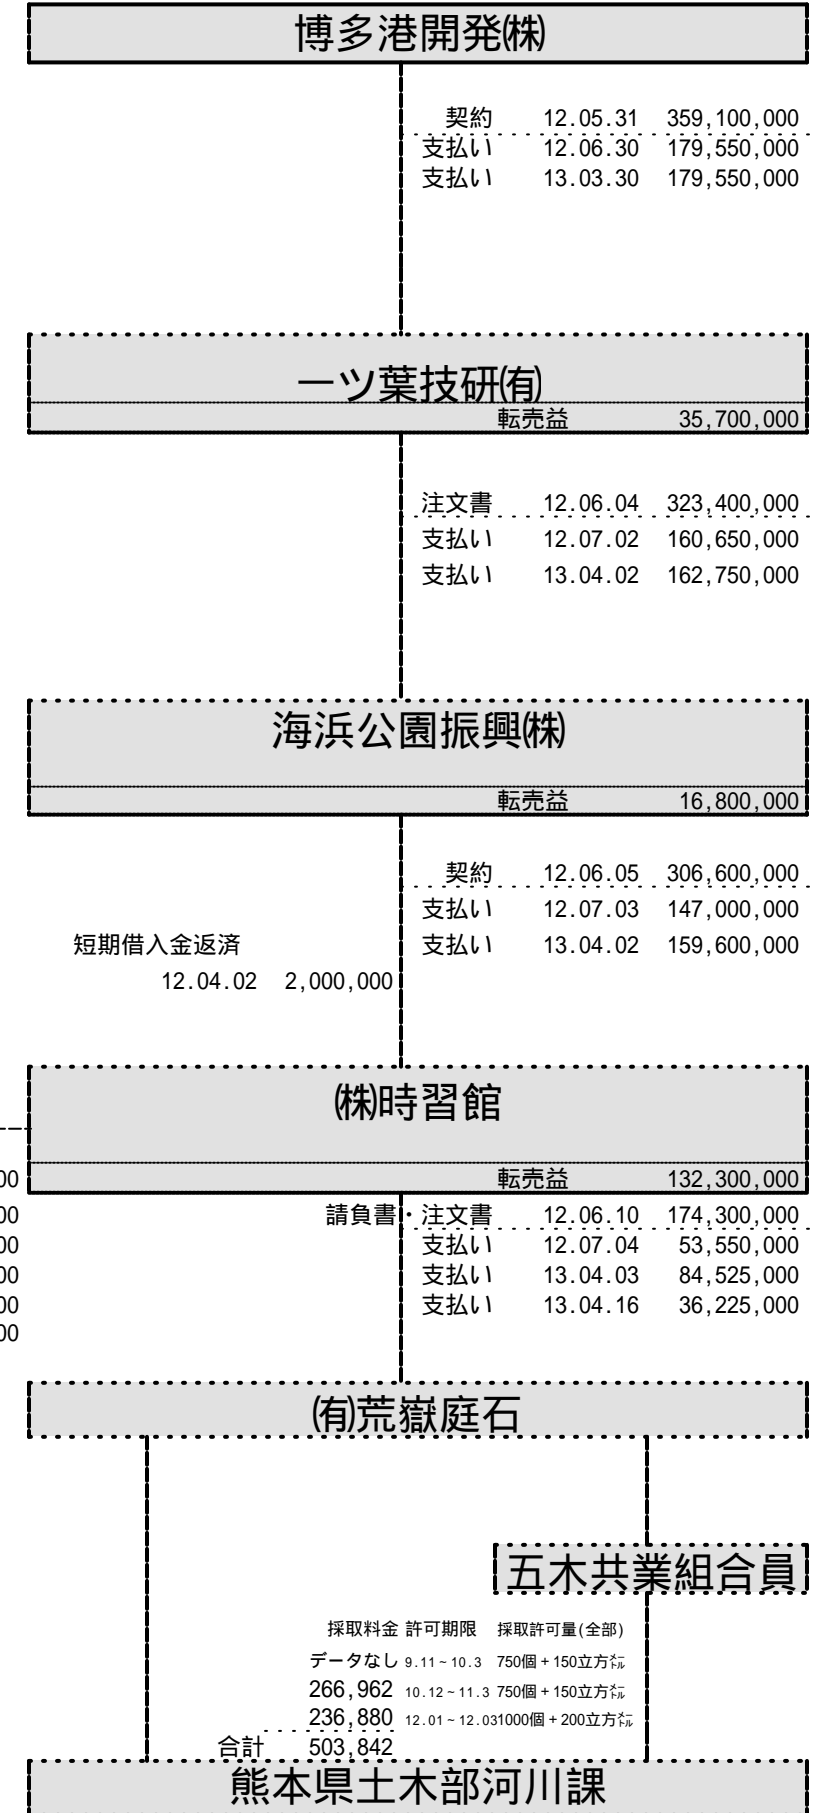 博多港開発㈱
契約 12.05.31 359,100,000
支払い 12.06.30 179,550,000
支払い 13.03.30 179,550,000
一ツ葉技研㈲
転売益 35,700,000
注文書 12.06.04 323,400,000
支払い 12.07.02 160,650,000
支払い 13.04.02 162,750,000
海浜公園振興㈱
転売益 16,800,000
契約 12.06.05 306,600,000
支払い 12.07.03 147,000,000
短期借入金返済 支払い 13.04.02 159,600,000
12.04.02 2,000,000
㈱時習館
00 転売益 132,300,000
00 請負書・注文書 12.06.10 174,300,000
00 支払い 12.07.04 53,550,000
00 支払い 13.04.03 84,525,000
00 支払い 13.04.16 36,225,000
00
㈲荒嶽庭石
五木共業組合員
採取料金 許可期限 採取許可量(全部)
データなし 9.11~10.3 750個+150立方㍍
266,962 10.12~11.3 750個+150立方㍍
236,880 12.01~12.03 1000個+200立方㍍
合計 503,842
熊本県土木部河川課